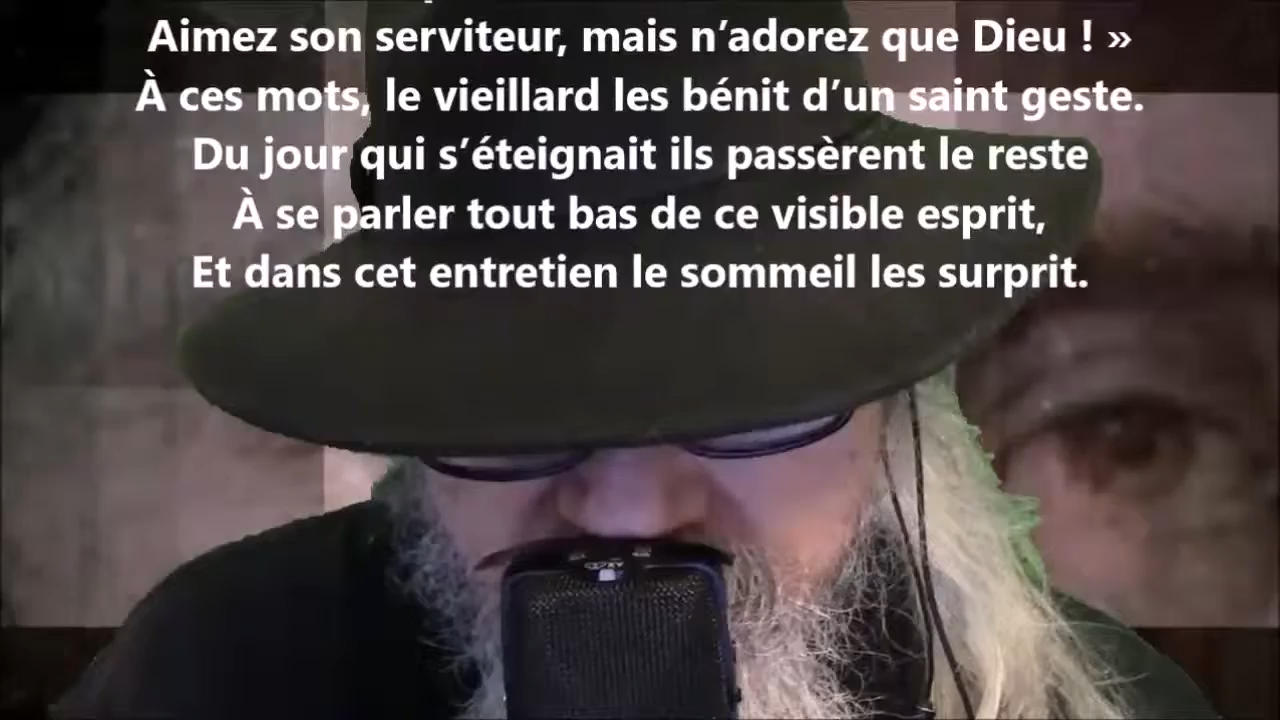 Aimez son serviteur, mais n’adorez que Dieu ! »
À ces mots, le vieillard les bénit d’un saint geste.
Du jour qui s’éteignait ils passèrent le reste
À se parler tout bas de ce visible esprit,
Et dans cet entretien le sommeil les surprit.